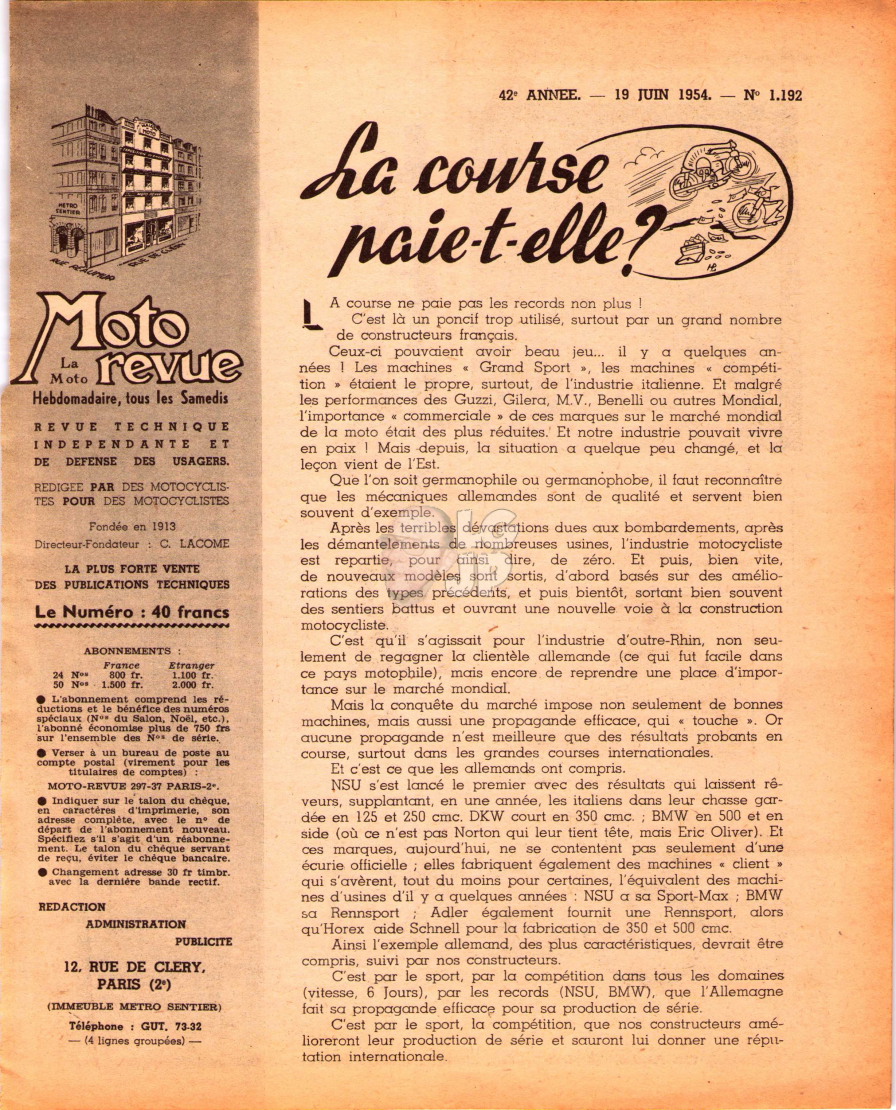 42e ANNEE. — 19 JUIN 1954. — No 1.192
La course
paie-t-elle ?
METRO
SENTIER
RUE REAUMUR
RUE DE CLERY
Moto
La
Moto revue
Hebdomadaire, tous les Samedis
REVUE TECHNIQUE
INDEPENDANTE ET
DE DEFENSE DES USAGERS.
REDIGEE PAR DES MOTOCYCLIS-
TES POUR DES MOTOCYCLISTES
Fondée en 1913
Directeur-Fondateur : C. LACOME
LA PLUS FORTE VENTE
DES PUBLICATIONS TECHNIQUES
Le Numéro : 40 francs
ABONNEMENTS :
France Etranger
24 Nos 800 fr. 1.100 fr.
50 Nos 1.500 fr. 2.000 fr.
● L'abonnement comprend les ré-
ductions et le bénéfice des numéros
spéciaux (Nos du Salon, Noël, etc.),
l'abonné économise plus de 750 frs
sur l'ensemble des Nos de série.
● Verser à un bureau de poste au
compte postal (virement pour les
titulaires de comptes) :
MOTO-REVUE 297-37 PARIS-2e.
● Indiquer sur le talon du chèque,
en caractères d'imprimerie, son
adresse complète, avec le no de
départ de l'abonnement nouveau.
Spécifiez s'il s'agit d'un réabonne-
ment. Le talon du chèque servant
de reçu, éviter le chèque bancaire.
● Changement adresse 30 fr timbr.
avec la dernière bande rectif.
REDACTION
ADMINISTRATION
PUBLICITE
12, RUE DE CLERY,
PARIS (2e)
(IMMEUBLE METRO SENTIER)
Téléphone : GUT. 73-32
— (4 lignes groupées) —
LA course ne paie pas les records non plus !
C'est là un poncif trop utilisé, surtout par un grand nombre
de constructeurs français.
Ceux-ci pouvaient avoir beau jeu... il y a quelques an-
nées ! Les machines « Grand Sport », les machines « compéti-
tion » étaient le propre, surtout, de l'industrie italienne. Et malgré
les performances des Guzzi, Gilera, M.V., Benelli ou autres Mondial,
l'importance « commerciale » de ces marques sur le marché mondial
de la moto était des plus réduites. Et notre industrie pouvait vivre
en paix ! Mais depuis, la situation a quelque peu changé, et la
leçon vient de l'Est.
Que l'on soit germanophile ou germanophobe, il faut reconnaître
que les mécaniques allemandes sont de qualité et servent bien
souvent d'exemple.
Après les terribles dévastations dues aux bombardements, après
les démantelements de nombreuses usines, l'industrie motocycliste
est repartie, pour ainsi dire, de zéro. Et puis, bien vite,
de nouveaux modèles sont sortis, d'abord basés sur des amélio-
rations des types précédents, et puis bientôt, sortant bien souvent
des sentiers battus et ouvrant une nouvelle voie à la construction
motocycliste.
C'est qu'il s'agissait pour l'industrie d'outre-Rhin, non seu-
lement de regagner la clientèle allemande (ce qui fut facile dans
ce pays motophile), mais encore de reprendre une place d'impor-
tance sur le marché mondial.
Mais la conquête du marché impose non seulement de bonnes
machines, mais aussi une propagande efficace, qui « touche ». Or
aucune propagande n'est meilleure que des résultats probants en
course, surtout dans les grandes courses internationales.
Et c'est ce que les allemands ont compris.
NSU s'est lancé le premier avec des résultats qui laissent rê-
veurs, supplantant, en une année, les italiens dans leur chasse gar-
dée en 125 et 250 cmc. DKW court en 350 cmc. ; BMW en 500 et en
side (où ce n'est pas Norton qui leur tient tête, mais Eric Oliver). Et
ces marques, aujourd'hui, ne se contentent pas seulement d'une
écurie officielle ; elles fabriquent également des machines « client »
qui s'avèrent, tout du moins pour certaines, l'équivalent des machi-
nes d'usines d'il y a quelques années : NSU a sa Sport-Max ; BMW
sa Rennsport ; Adler également fournit une Rennsport, alors
qu'Horex aide Schnell pour la fabrication de 350 et 500 cmc.
Ainsi l'exemple allemand, des plus caractéristiques, devrait être
compris, suivi par nos constructeurs.
C'est par le sport, par la compétition dans tous les domaines
(vitesse, 6 Jours), par les records (NSU, BMW), que l'Allemagne
fait sa propagande efficace pour sa production de série.
C'est par le sport, la compétition, que nos constructeurs amé-
lioreront leur production de série et sauront lui donner une répu-
tation internationale.